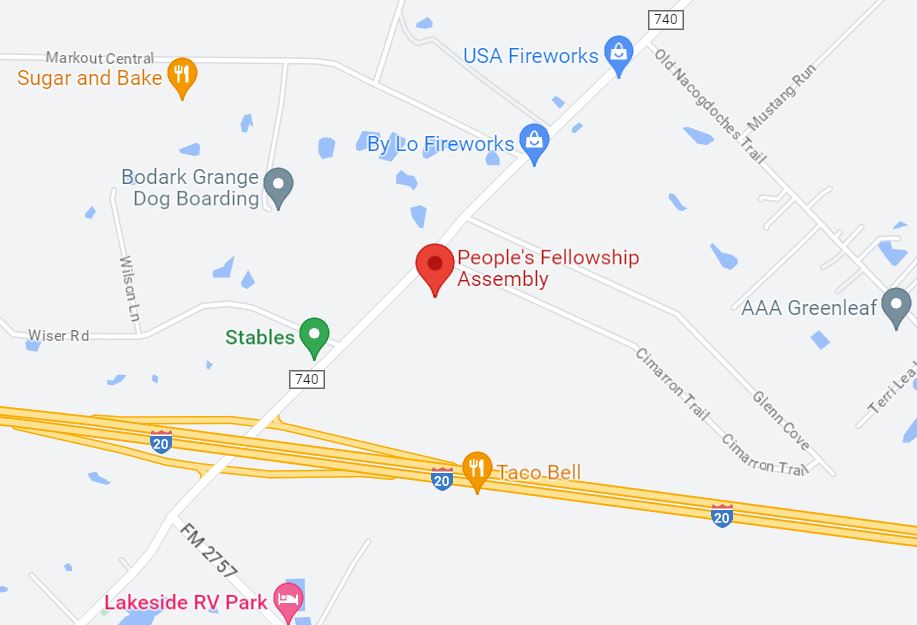 740
USA Fireworks
Markout Central
Sugar and Bake
Old Nacogdoches Trail
Mustang Run
By Lo Fireworks
Bodark Grange
Dog Boarding
People's Fellowship
Assembly
Wilson Ln
AAA Greenleaf
Wiser Rd
Stables
740
Cimarron Trail
Glenn Cove
Terri Lea
Cimarron Trail
20
20
Taco Bell
20
FM 2757
Lakeside RV Park